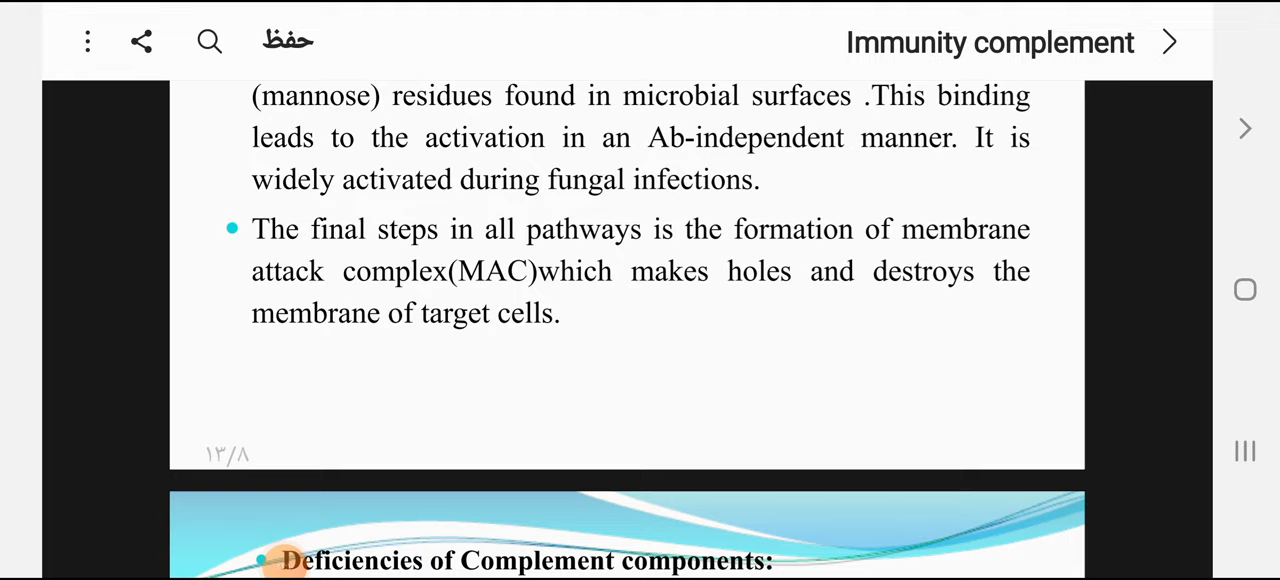 حفظ
Immunity complement
(mannose) residues found in microbial surfaces .This binding
leads to the activation in an Ab-independent manner. It is
widely activated during fungal infections.
• The final steps in all pathways is the formation of membrane
attack complex(MAC)which makes holes and destroys the
membrane of target cells.
١٣/٨
• Deficiencies of Complement components: